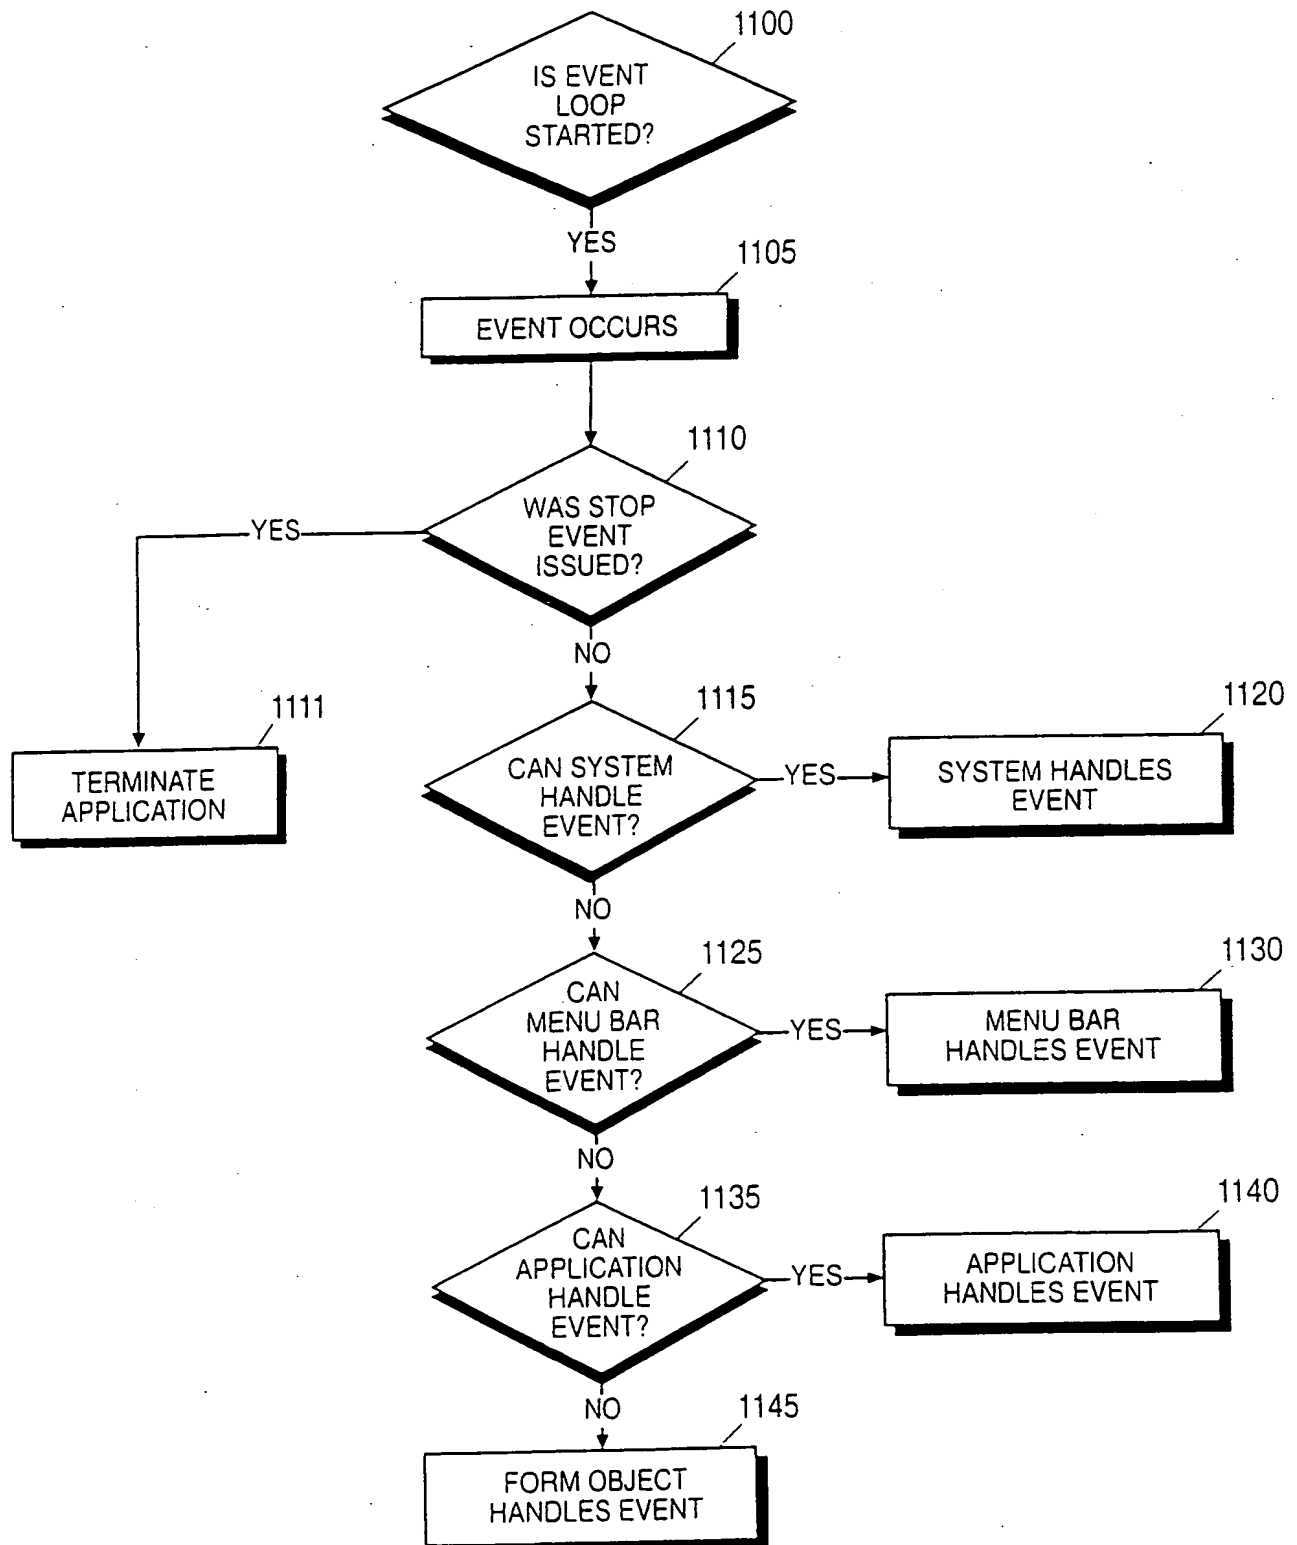 1100
IS EVENT
LOOP
STARTED?
YES
1105
EVENT OCCURS
1110
WAS STOP
EVENT
ISSUED?
YES
NO
1111
TERMINATE
APPLICATION
1115
CAN SYSTEM
HANDLE
EVENT?
YES
1120
SYSTEM HANDLES
EVENT
NO
1125
CAN
MENU BAR
HANDLE
EVENT?
YES
1130
MENU BAR
HANDLES EVENT
NO
1135
CAN
APPLICATION
HANDLE
EVENT?
YES
1140
APPLICATION
HANDLES EVENT
NO
1145
FORM OBJECT
HANDLES EVENT